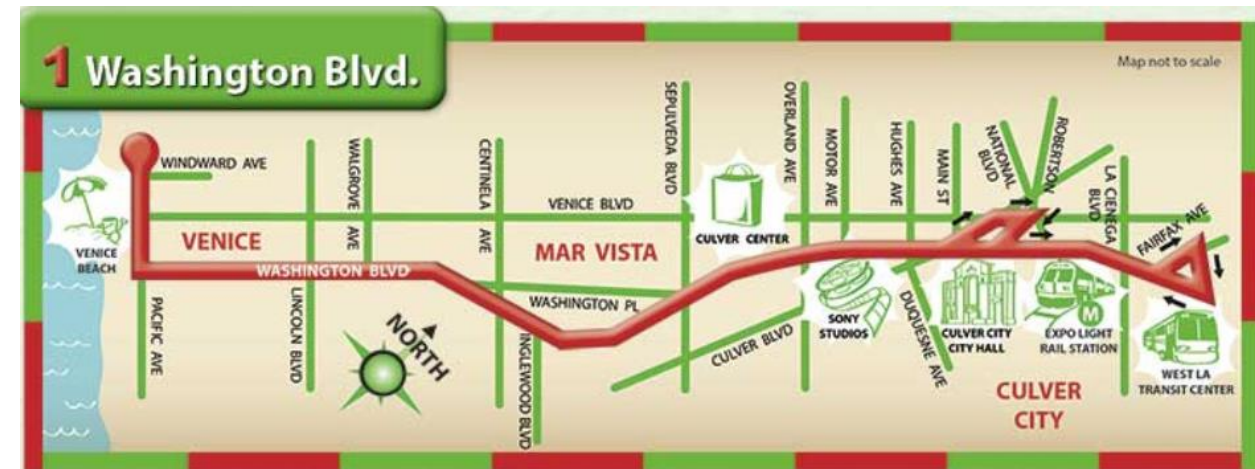 1 Washington Blvd.
Map not to scale
WINDWARD AVE
WALGROVE AVE
CENTINELA AVE
SEPULVEDA BLVD
OVERLAND AVE
MOTOR AVE
HUGHES AVE
MAIN ST
NATIONAL
BLVD
ROBERTSON
LA CIENEGA
BLVD
FAIRFAX AVE
VENICE BLVD
CULVER CENTER
VENICE
BEACH
VENICE
MAR VISTA
WASHINGTON BLVD
WASHINGTON PL
PACIFIC AVE
LINCOLN BLVD
NORTH
INGLEWOOD BLVD
CULVER BLVD
SONY
STUDIOS
DUQUESNE AVE
CULVER CITY
CITY HALL
EXPO LIGHT
RAIL STATION
M
WEST LA
TRANSIT CENTER
CULVER
CITY